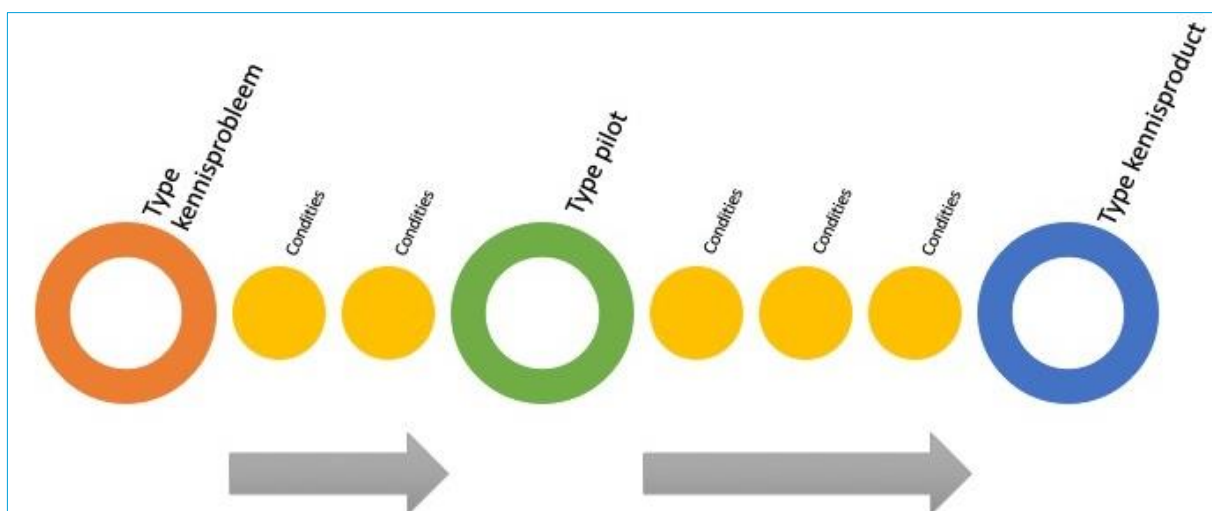 Type
kennisprobleem
Condities
Condities
Type pilot
Condities
Condities
Condities
Type kennisproduct